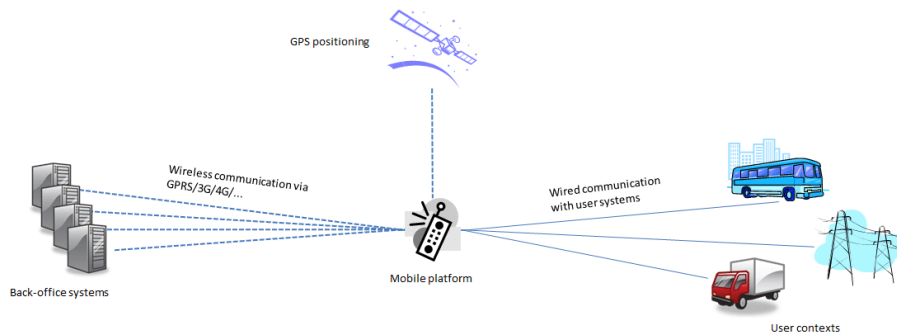 GPS positioning
Wireless communication via
GPRS/3G/4G/...
Wired communication
with user systems
Mobile platform
Back-office systems
User contexts